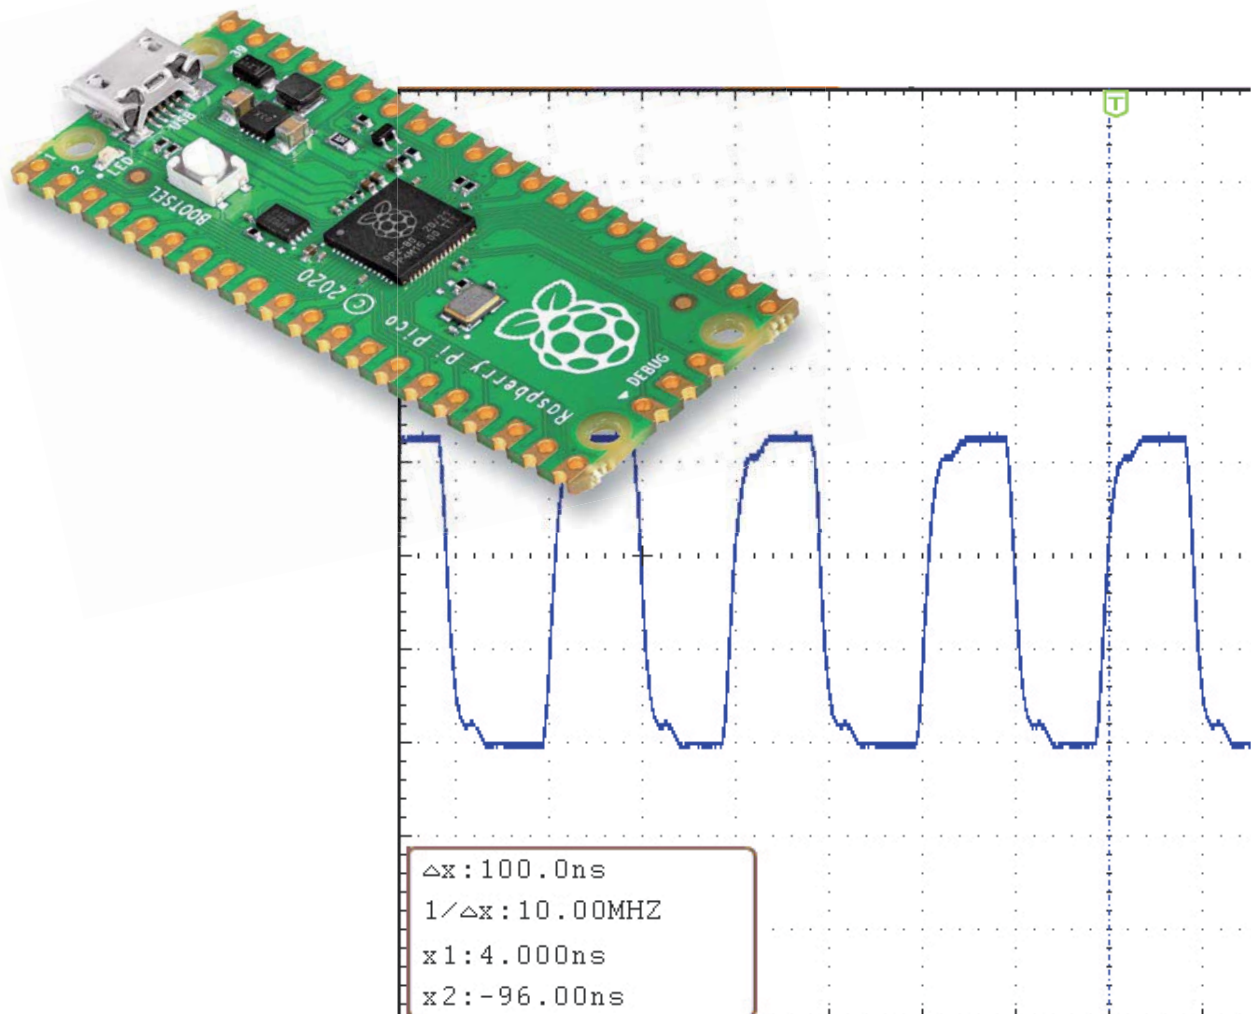 39
USB
1
2
LED
BOOTSEL
© 2020
Raspberry Pi Pico
DEBUG
T
△x:100.0ns
1/△x:10.00MHZ
x1:4.000ns
x2:-96.00ns